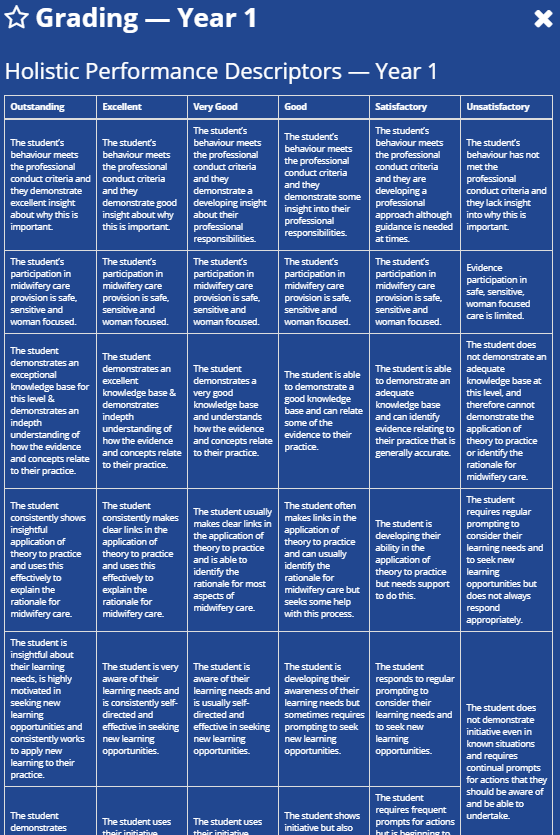 Grading — Year 1
Holistic Performance Descriptors — Year 1
Outstanding
Excellent
Very Good
Good
Satisfactory
Unsatisfactory
The student's
behaviour meets
the professional
conduct criteria
and they demonstrate
excellent insight
about why this is
important.
The student's
behaviour meets
the professional
conduct criteria
and they
demonstrate good
insight about why
this is important.
The student's
behaviour meets
the professional
conduct criteria
and they
demonstrate a
developing insight
about their
professional
responsibilities.
The student's
behaviour meets
the professional
conduct criteria
and they
demonstrate some
insight into their
professional
responsibilities.
The student's
behaviour meets
the professional
conduct criteria
and they are
developing a
professional
approach although
guidance is needed
at times.
The student's
behaviour has not
met the
professional
conduct criteria and
they lack insight
into why this is
important.
The student's
participation in
midwifery care
provision is safe,
sensitive and
woman focused.
The student's
participation in
midwifery care
provision is safe,
sensitive and
woman focused.
The student's
participation in
midwifery care
provision is safe,
sensitive and
woman focused.
The student's
participation in
midwifery care
provision is safe,
sensitive and
woman focused.
The student's
participation in
midwifery care
provision is safe,
sensitive and
woman focused.
Evidence
participation in
safe, sensitive,
woman focused
care is limited.
The student
demonstrates an
exceptional
knowledge base for
this level &
demonstrates an
indepth
understanding of
how the evidence
and concepts relate
to their practice.
The student
demonstrates an
excellent
knowledge base &
demonstrates
indepth
understanding of
how the evidence
and concepts relate
to their practice.
The student
demonstrates a
very good
knowledge base
and understands
how the evidence
and concepts relate
to their practice.
The student is able
to demonstrate a
good knowledge
base and can relate
some of the
evidence to their
practice.
The student is able
to demonstrate an
adequate
knowledge base
and can identify
evidence relating to
their practice that is
generally accurate.
The student does
not demonstrate an
adequate
knowledge base at
this level, and
therefore cannot
demonstrate the
application of
theory to practice
or identify the
rationale for
midwifery care.
The student
consistently shows
insightful
application of
theory to practice
and uses this
effectively to
explain the
rationale for
midwifery care.
The student
consistently makes
clear links in the
application of
theory to practice
and uses this
effectively to
explain the
rationale for
midwifery care.
The student usually
makes clear links in
the application of
theory to practice
and is able to
identify the
rationale for most
aspects of
midwifery care.
The student often
makes links in the
application of
theory to practice
and can usually
identify the
rationale for
midwifery care but
seeks some help
with this process.
The student is
developing their
ability in the
application of
theory to practice
but needs support
to do this.
The student
requires regular
prompting to
consider their
learning needs and
to seek new
learning
opportunities but
does not always
respond
appropriately.
The student is
insightful about
their learning
needs, is highly
motivated in
seeking new
learning
opportunities and
consistently works
to apply new
learning to their
practice.
The student is very
aware of their
learning needs and
is consistently self-
directed and
effective in seeking
new learning
opportunities.
The student is
aware of their
learning needs and
is usually self-
directed and
effective in seeking
new learning
opportunities.
The student is
developing their
awareness of their
learning needs but
sometimes requires
prompting to seek
new learning
opportunities.
The student
responds to regular
prompting to
consider their
learning needs and
to seek new
learning
opportunities.
The student does
not demonstrate
initiative even in
known situations
and requires
continual prompts
for actions that they
should be aware of
and be able to
undertake.
The student
demonstrates
The student uses
their initiative
The student uses
their initiative
The student shows
initiative but also
The student
requires frequent
prompts for actions
but is beginning to